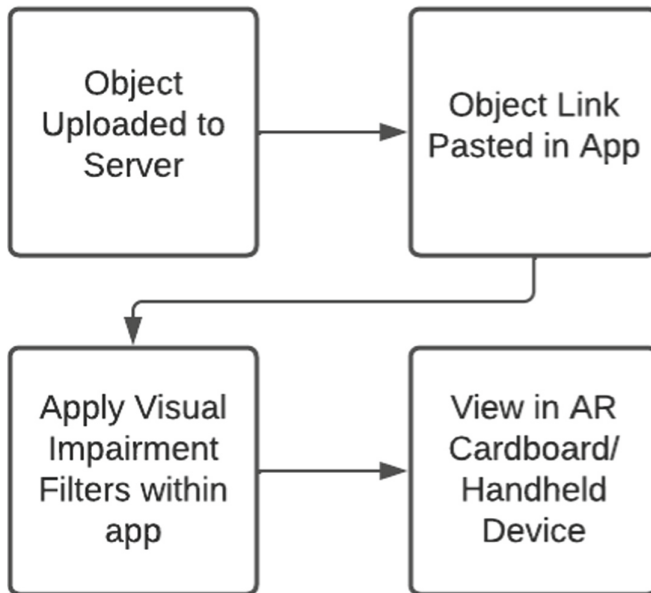 Object
Uploaded to
Server
Object Link
Pasted in App
Apply Visual
Impairment
Filters within
app
View in AR
Cardboard/
Handheld
Device